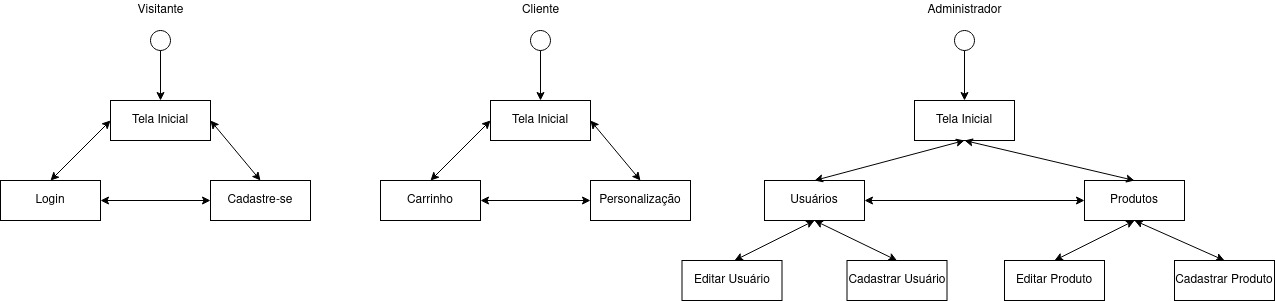 Visitante
Cliente
Administrador
Tela Inicial
Tela Inicial
Tela Inicial
Login
Cadastre-se
Carrinho
Personalização
Usuários
Produtos
Editar Usuário
Cadastrar Usuário
Editar Produto
Cadastrar Produto